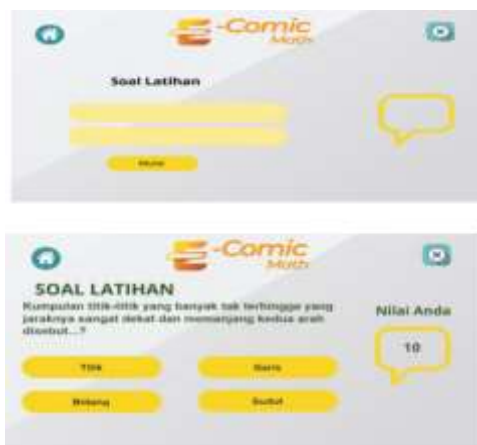 E-Comic
Math
Soal Latihan
Mulai
E-Comic
Math
SOAL LATIHAN
Kumpulan titik-titik yang banyak tak terhingga yang
jaraknya sangat dekat dan memanjang kedua arah
disebut...?
Nilai Anda
10
Titik
Garis
Bidang
Sudut